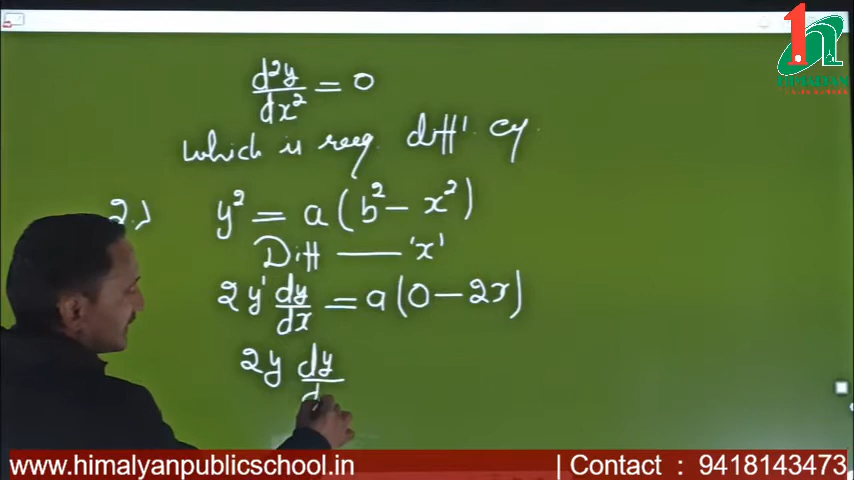 d²y/dx² = 0
which is req. diff'. eq.
2.) y² = a(b² - x²)
Diff —— 'x'
2y' dy/dx = a(0 - 2x)
2y dy/d
HIMALYAN
www.himalyanpublicschool.in | Contact : 9418143473